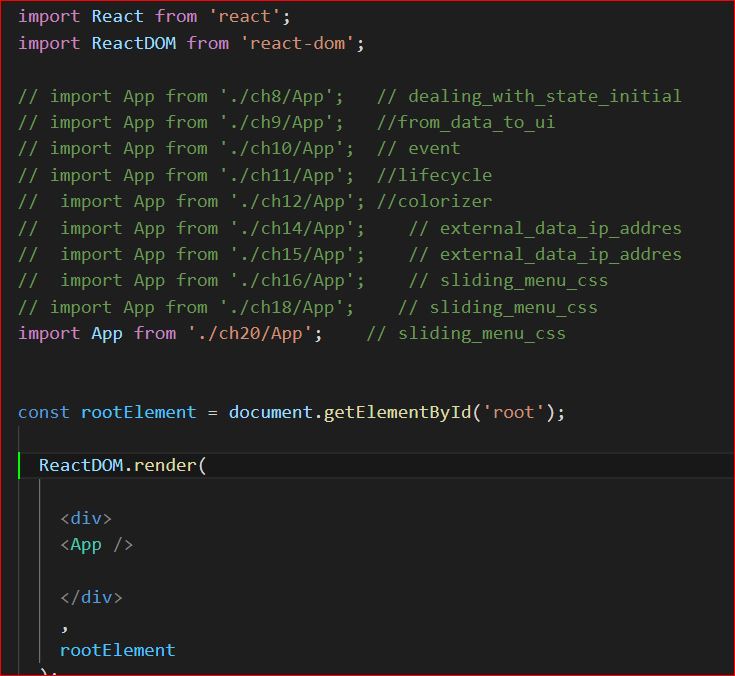 import React from 'react';
import ReactDOM from 'react-dom';
// import App from './ch8/App';   // dealing_with_state_initial
// import App from './ch9/App';   //from_data_to_ui
// import App from './ch10/App';  // event
// import App from './ch11/App';  //lifecycle
//  import App from './ch12/App'; //colorizer
//  import App from './ch14/App';    // external_data_ip_addres
//  import App from './ch15/App';    // external_data_ip_addres
//  import App from './ch16/App';    // sliding_menu_css
// import App from './ch18/App';    // sliding_menu_css
import App from './ch20/App';    // sliding_menu_css
const rootElement = document.getElementById('root');
ReactDOM.render(
<div>
<App />
</div>
,
rootElement
);